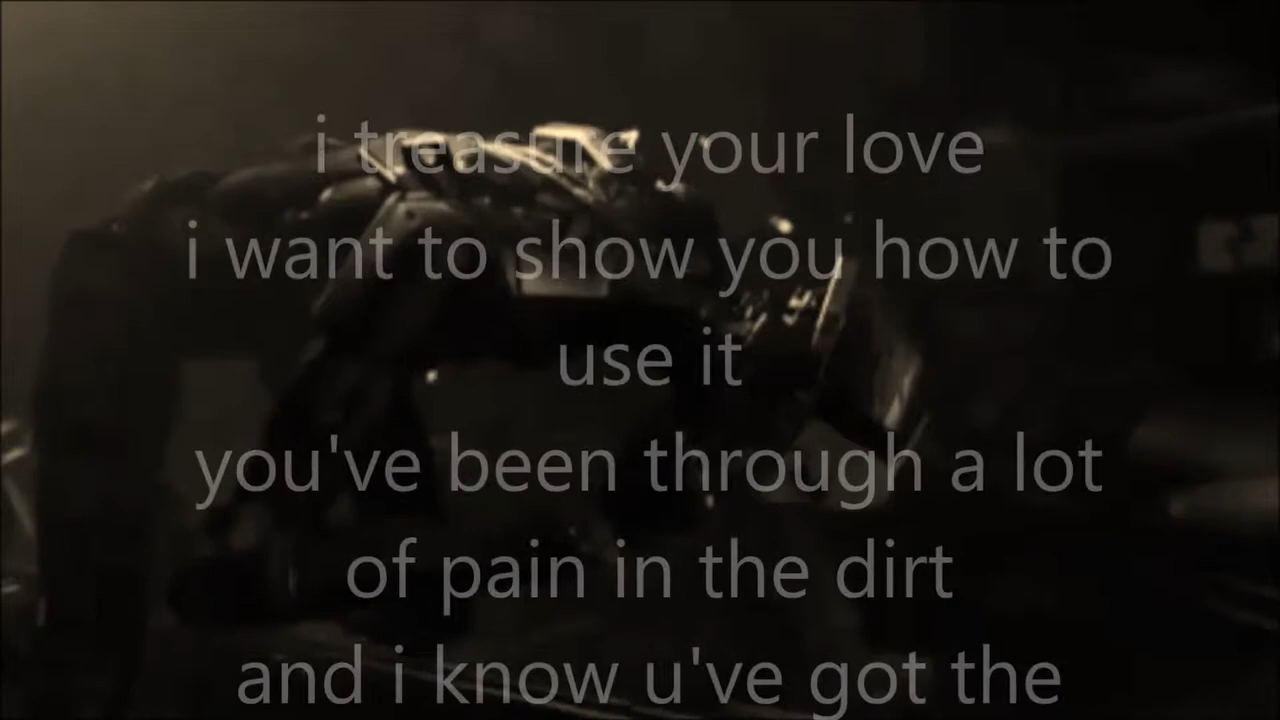 i treasure your love
i want to show you how to
use it
you've been through a lot
of pain in the dirt
and i know u've got the